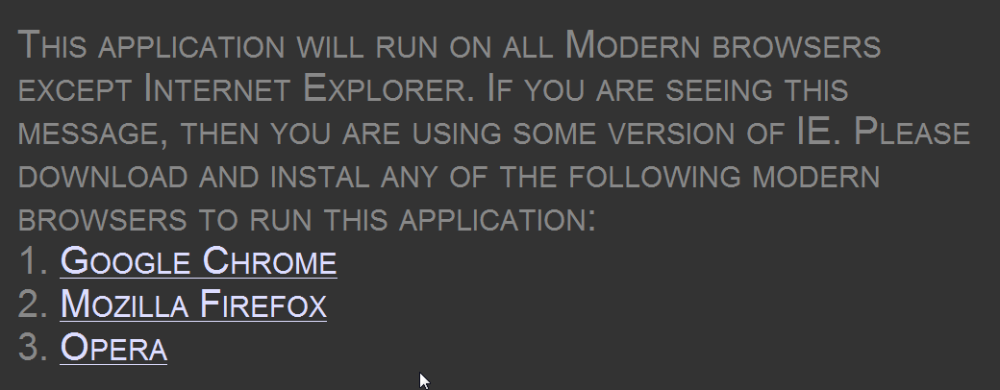 This application will run on all Modern browsers
except Internet Explorer. If you are seeing this
message, then you are using some version of IE. Please
download and instal any of the following modern
browsers to run this application:
1. Google Chrome
2. Mozilla Firefox
3. Opera